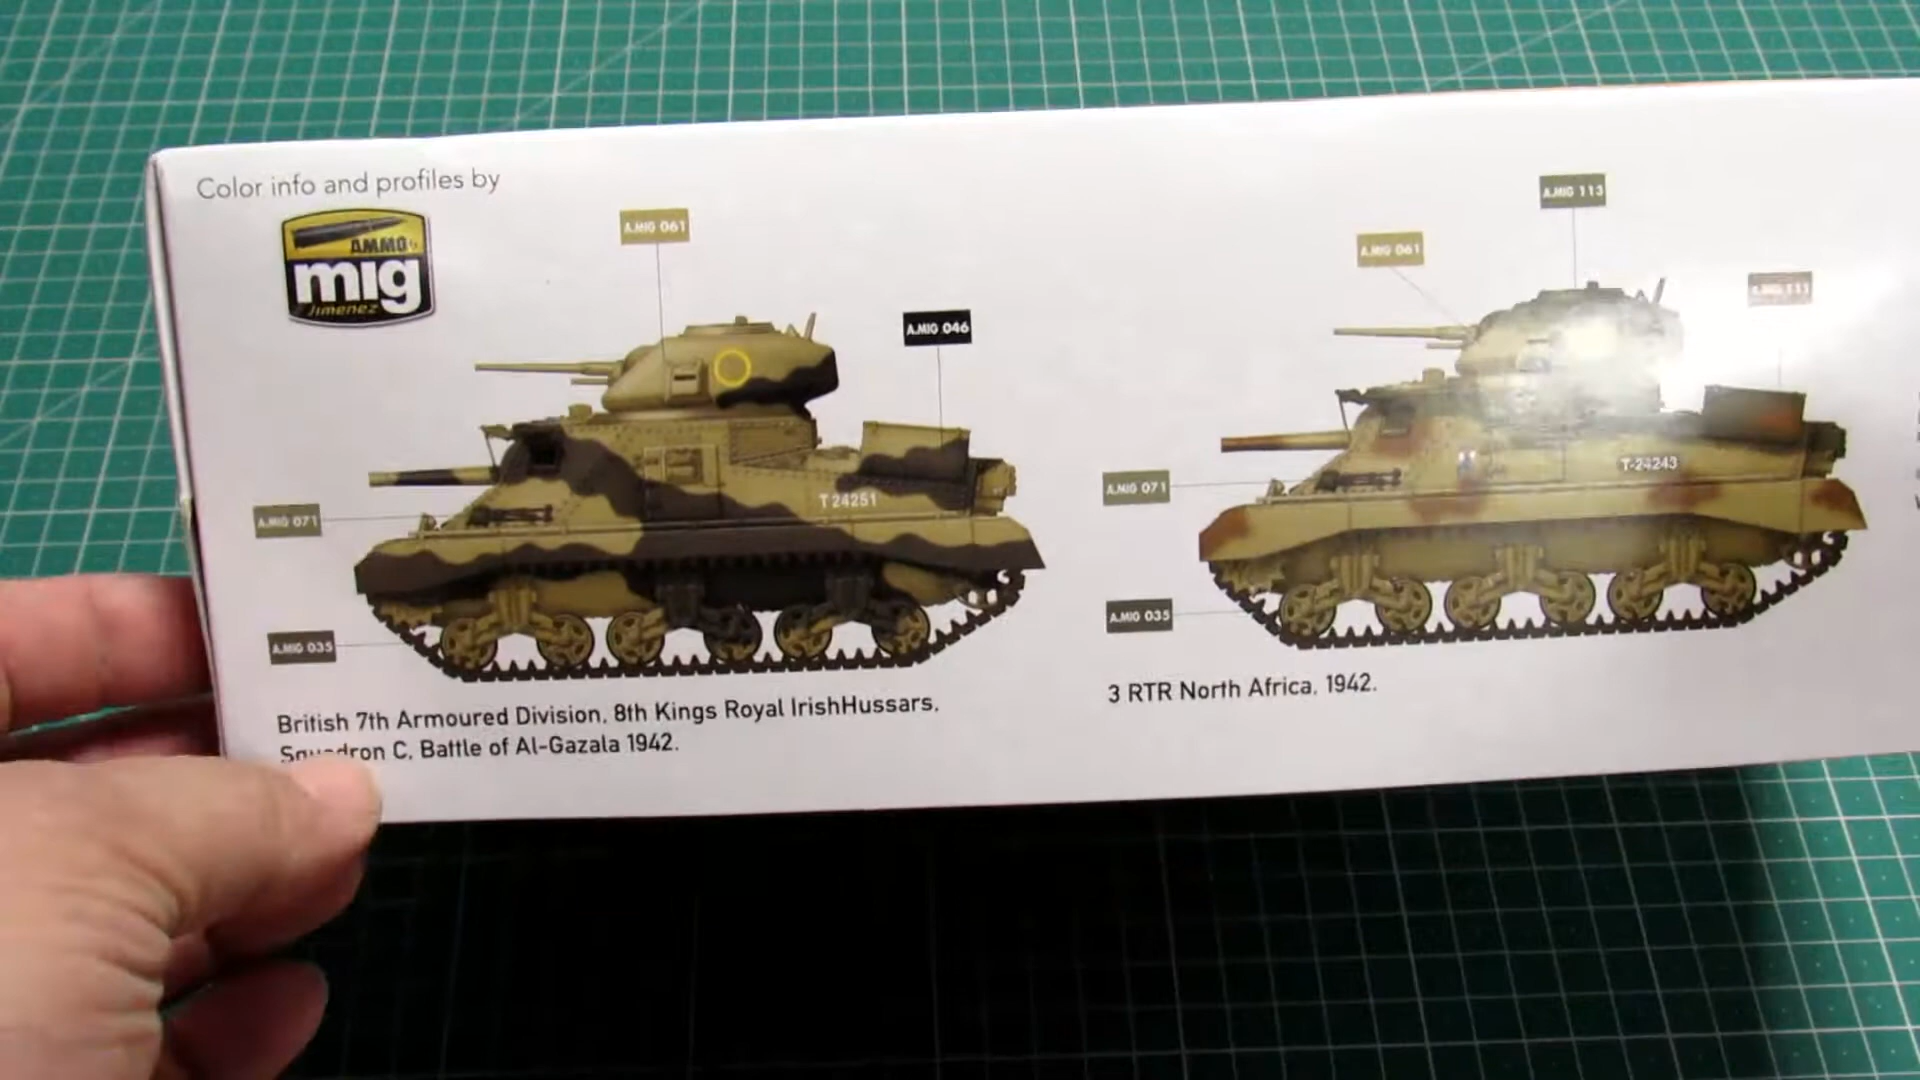 Color info and profiles by
AMMO
mig
Jimenez
A.MIG 061
A.MIG 046
A.MIG 071
A.MIG 035
T 24251
British 7th Armoured Division, 8th Kings Royal IrishHussars,
Squadron C, Battle of Al-Gazala 1942.
A.MIG 113
A.MIG 061
A.MIG 111
A.MIG 071
A.MIG 035
T-24243
3 RTR North Africa, 1942.